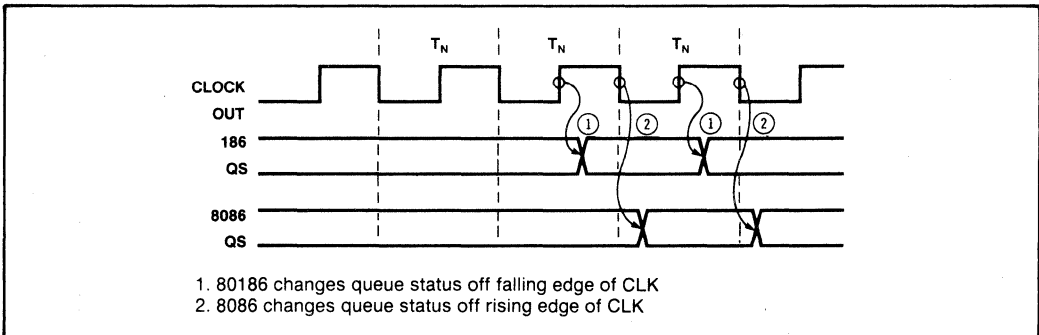 T_N T_N T_N
CLOCK
OUT
① ② ① ②
186
QS
8086
QS
1. 80186 changes queue status off falling edge of CLK
2. 8086 changes queue status off rising edge of CLK